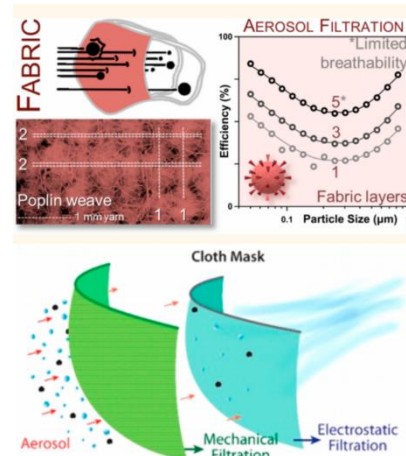 FABRIC
2
2
Poplin weave
1 mm yarn
1 1
AEROSOL FILTRATION
*Limited
breathability
100
Efficiency (%)
0
5*
3
1
Fabric layers
0.1
Particle Size (μm)
Cloth Mask
Aerosol
Mechanical
Filtration
Electrostatic
Filtration